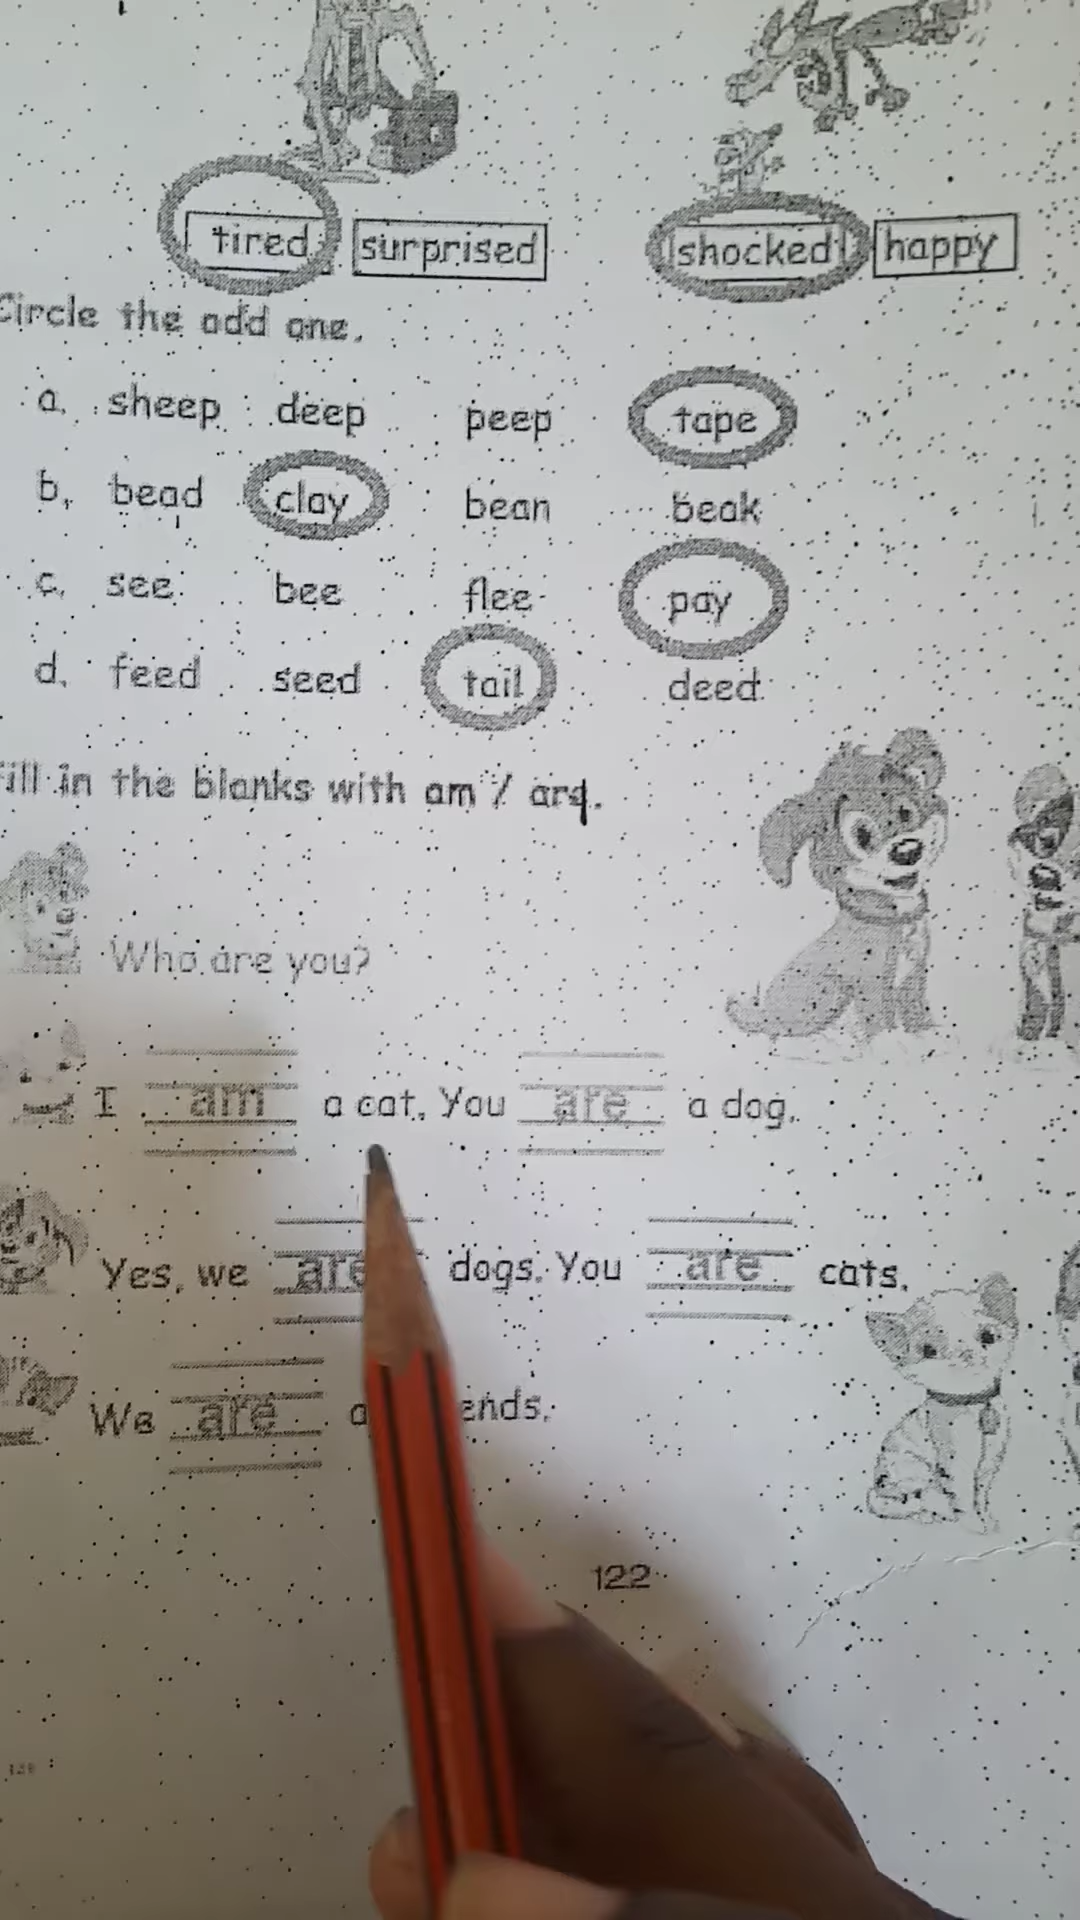 tired surprised shocked happy
Circle the odd one.
a. sheep deep peep tape
b. bead clay bean beak
c. see bee flee pay
d. feed seed tail deed
ill in the blanks with am / are.
Who are you?
I am a cat. You are a dog.
Yes, we are dogs. You are cats.
We are ends.
122